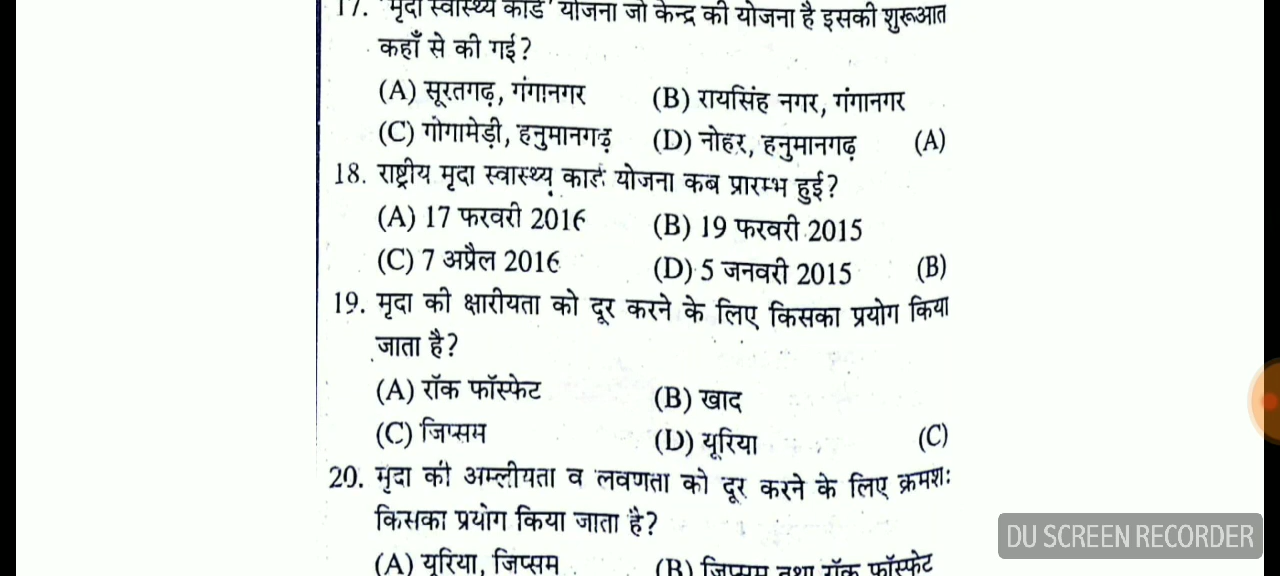 17. 'मृदा स्वास्थ्य कार्ड' योजना जो केन्द्र की योजना है इसकी शुरूआत
कहाँ से की गई?
(A) सूरतगढ़, गंगानगर (B) रायसिंह नगर, गंगानगर
(C) गोगामेड़ी, हनुमानगढ़ (D) नोहर, हनुमानगढ़ (A)
18. राष्ट्रीय मृदा स्वास्थ्य कार्ड योजना कब प्रारम्भ हुई?
(A) 17 फरवरी 2016 (B) 19 फरवरी 2015
(C) 7 अप्रैल 2016 (D) 5 जनवरी 2015 (B)
19. मृदा की क्षारीयता को दूर करने के लिए किसका प्रयोग किया
जाता है?
(A) रॉक फॉस्फेट (B) खाद
(C) जिप्सम (D) यूरिया (C)
20. मृदा की अम्लीयता व लवणता को दूर करने के लिए क्रमशः
किसका प्रयोग किया जाता है?
(A) यूरिया, जिप्सम (B) जिप्सम तथा रॉक फॉस्फेट
DU SCREEN RECORDER